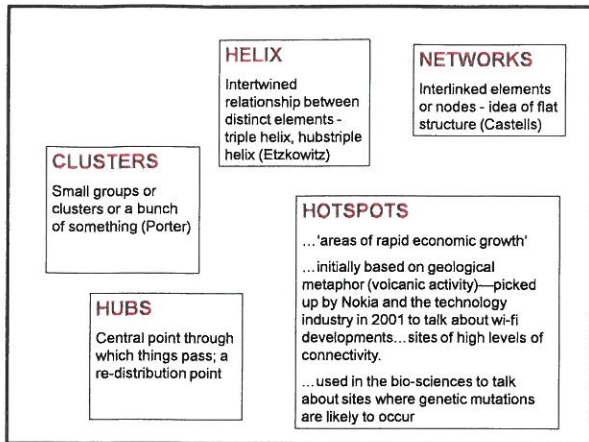 HELIX
Intertwined
relationship between
distinct elements -
triple helix, hubstriple
helix (Etzkowitz)
NETWORKS
Interlinked elements
or nodes - idea of flat
structure (Castells)
CLUSTERS
Small groups or
clusters or a bunch
of something (Porter)
HOTSPOTS
...'areas of rapid economic growth'
...initially based on geological
metaphor (volcanic activity)—picked
up by Nokia and the technology
industry in 2001 to talk about wi-fi
developments...sites of high levels of
connectivity.
...used in the bio-sciences to talk
about sites where genetic mutations
are likely to occur
HUBS
Central point through
which things pass; a
re-distribution point